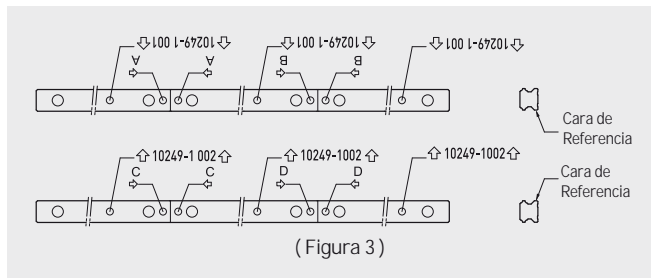 ⇩10249-1 001⇩ ⇩10249-1 001⇩ ⇩10249-1 001⇩
A A B B
Cara de
Referencia
⇧10249-1 002⇧ ⇧10249-1002⇧ ⇧10249-1002⇧
C C D D
Cara de
Referencia
(Figura 3)